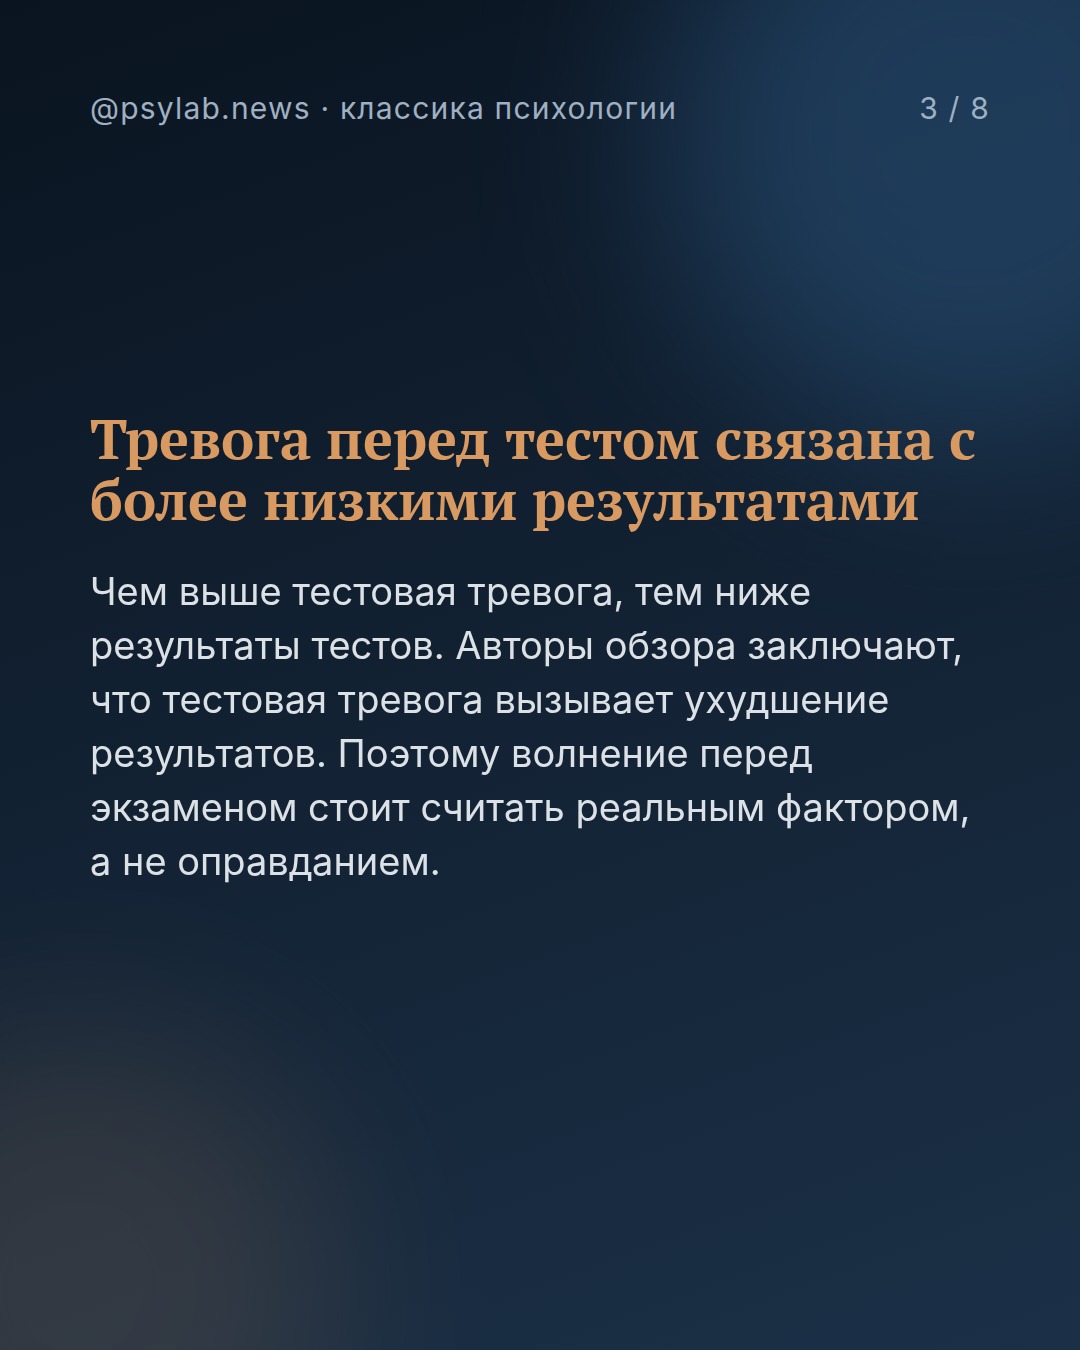 @psylab.news · классика психологии 3 / 8
Тревога перед тестом связана с
более низкими результатами
Чем выше тестовая тревога, тем ниже
результаты тестов. Авторы обзора заключают,
что тестовая тревога вызывает ухудшение
результатов. Поэтому волнение перед
экзаменом стоит считать реальным фактором,
а не оправданием.